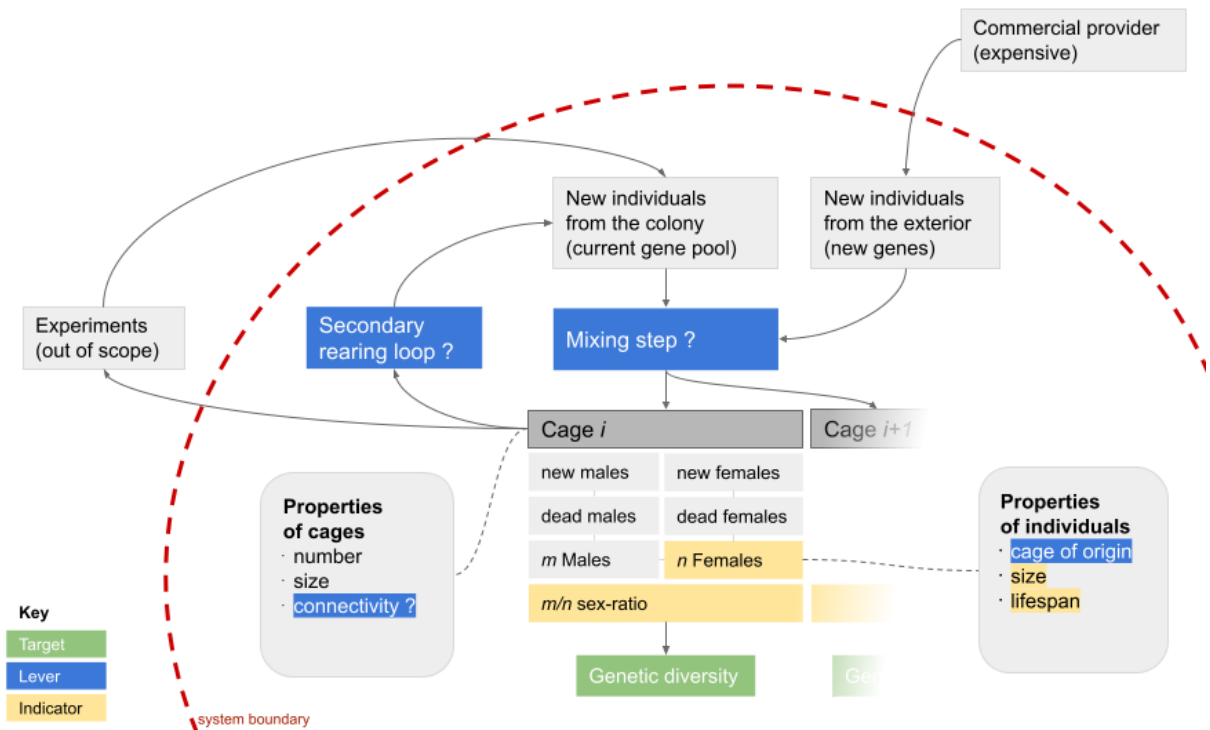 Commercial provider
(expensive)
New individuals
from the colony
(current gene pool)
New individuals
from the exterior
(new genes)
Experiments
(out of scope)
Secondary
rearing loop ?
Mixing step ?
Cage i
Cage i+1
new males
new females
dead males
dead females
m Males
n Females
m/n sex-ratio
Genetic diversity
Ge
Properties
of cages
· number
· size
· connectivity ?
Properties
of individuals
· cage of origin
· size
· lifespan
Key
Target
Lever
Indicator
system boundary